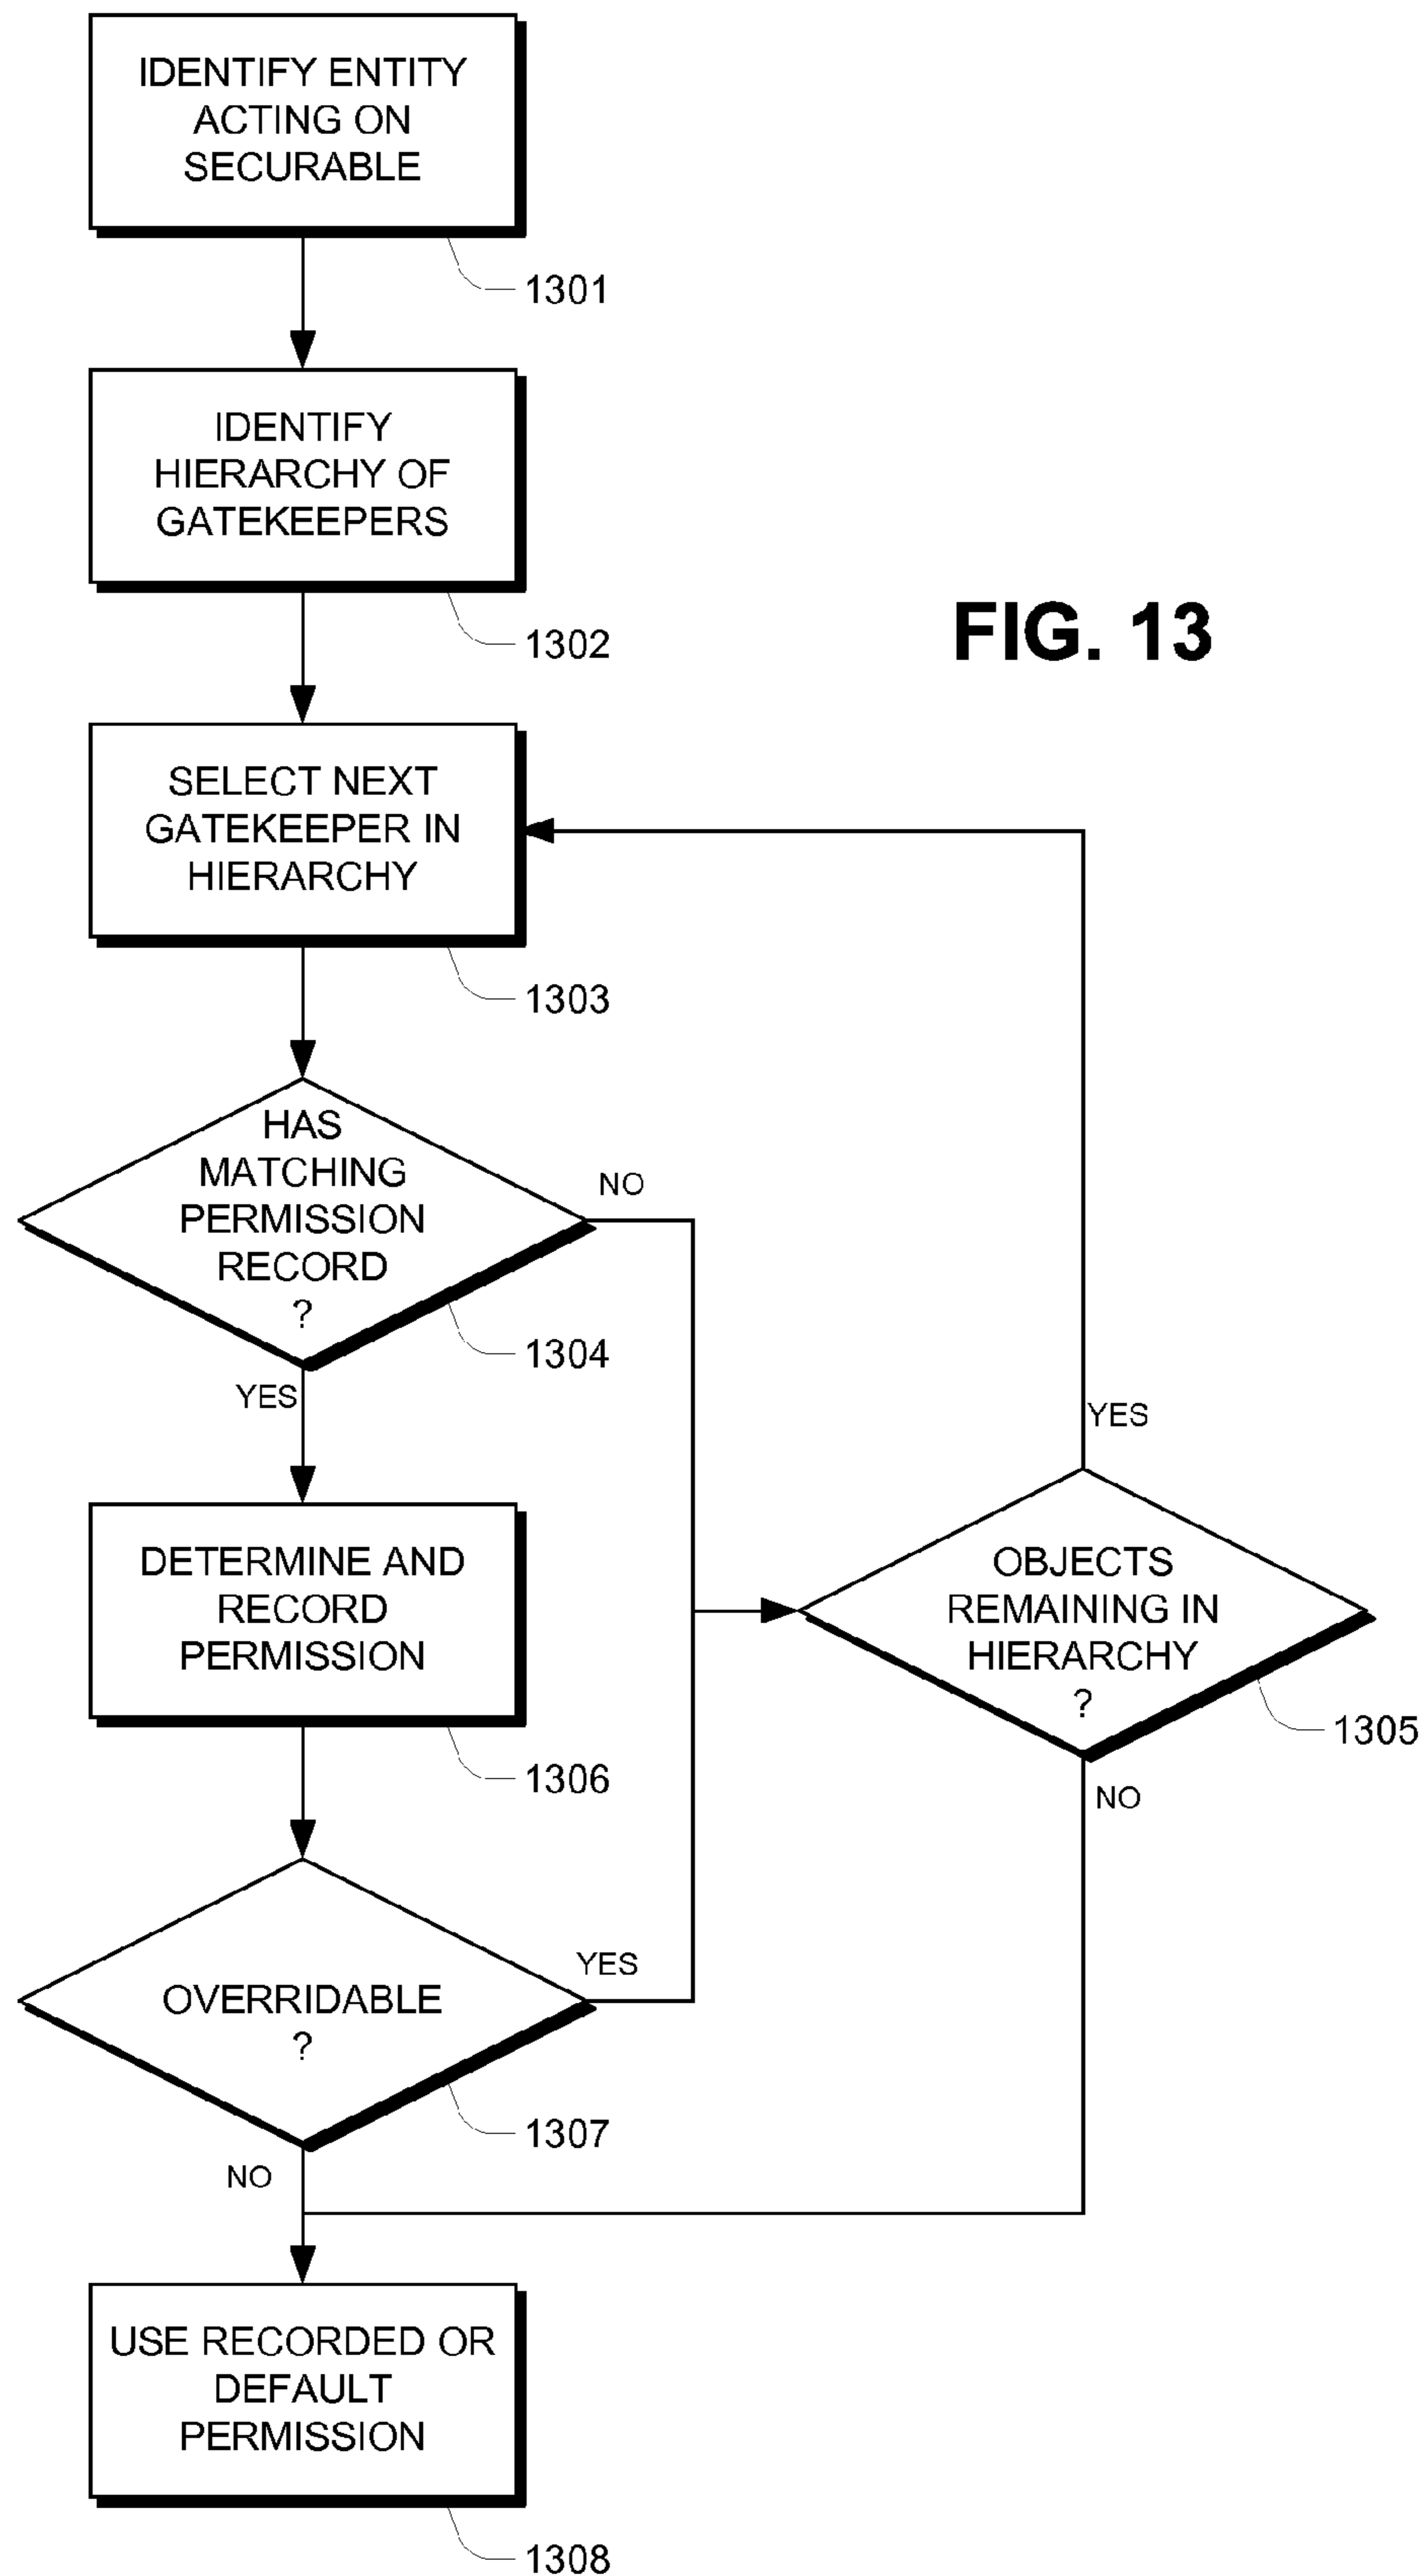 IDENTIFY ENTITY
ACTING ON
SECURABLE
1301
IDENTIFY
HIERARCHY OF
GATEKEEPERS
1302
FIG. 13
SELECT NEXT
GATEKEEPER IN
HIERARCHY
1303
HAS
MATCHING
PERMISSION
RECORD
?
NO
1304
YES
DETERMINE AND
RECORD
PERMISSION
1306
YES
OBJECTS
REMAINING IN
HIERARCHY
?
1305
NO
OVERRIDABLE
?
YES
1307
NO
USE RECORDED OR
DEFAULT
PERMISSION
1308